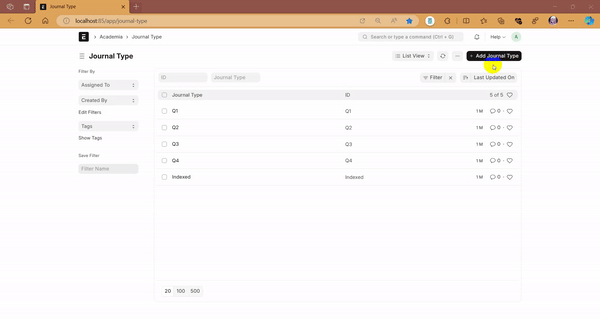 Journal Type
localhost:85/app/journal-type
E
Academia
Journal Type
Search or type a command (Ctrl + G)
Help
A
Journal Type
List View
+ Add Journal Type
Filter By
Assigned To
Created By
Edit Filters
Tags
Show Tags
Save Filter
Filter Name
ID
Journal Type
Filter
Last Updated On
Journal Type
ID
5 of 5
Q1
Q1
1 M
0
Q2
Q2
1 M
0
Q3
Q3
1 M
0
Q4
Q4
1 M
0
Indexed
Indexed
1 M
0
20
100
500